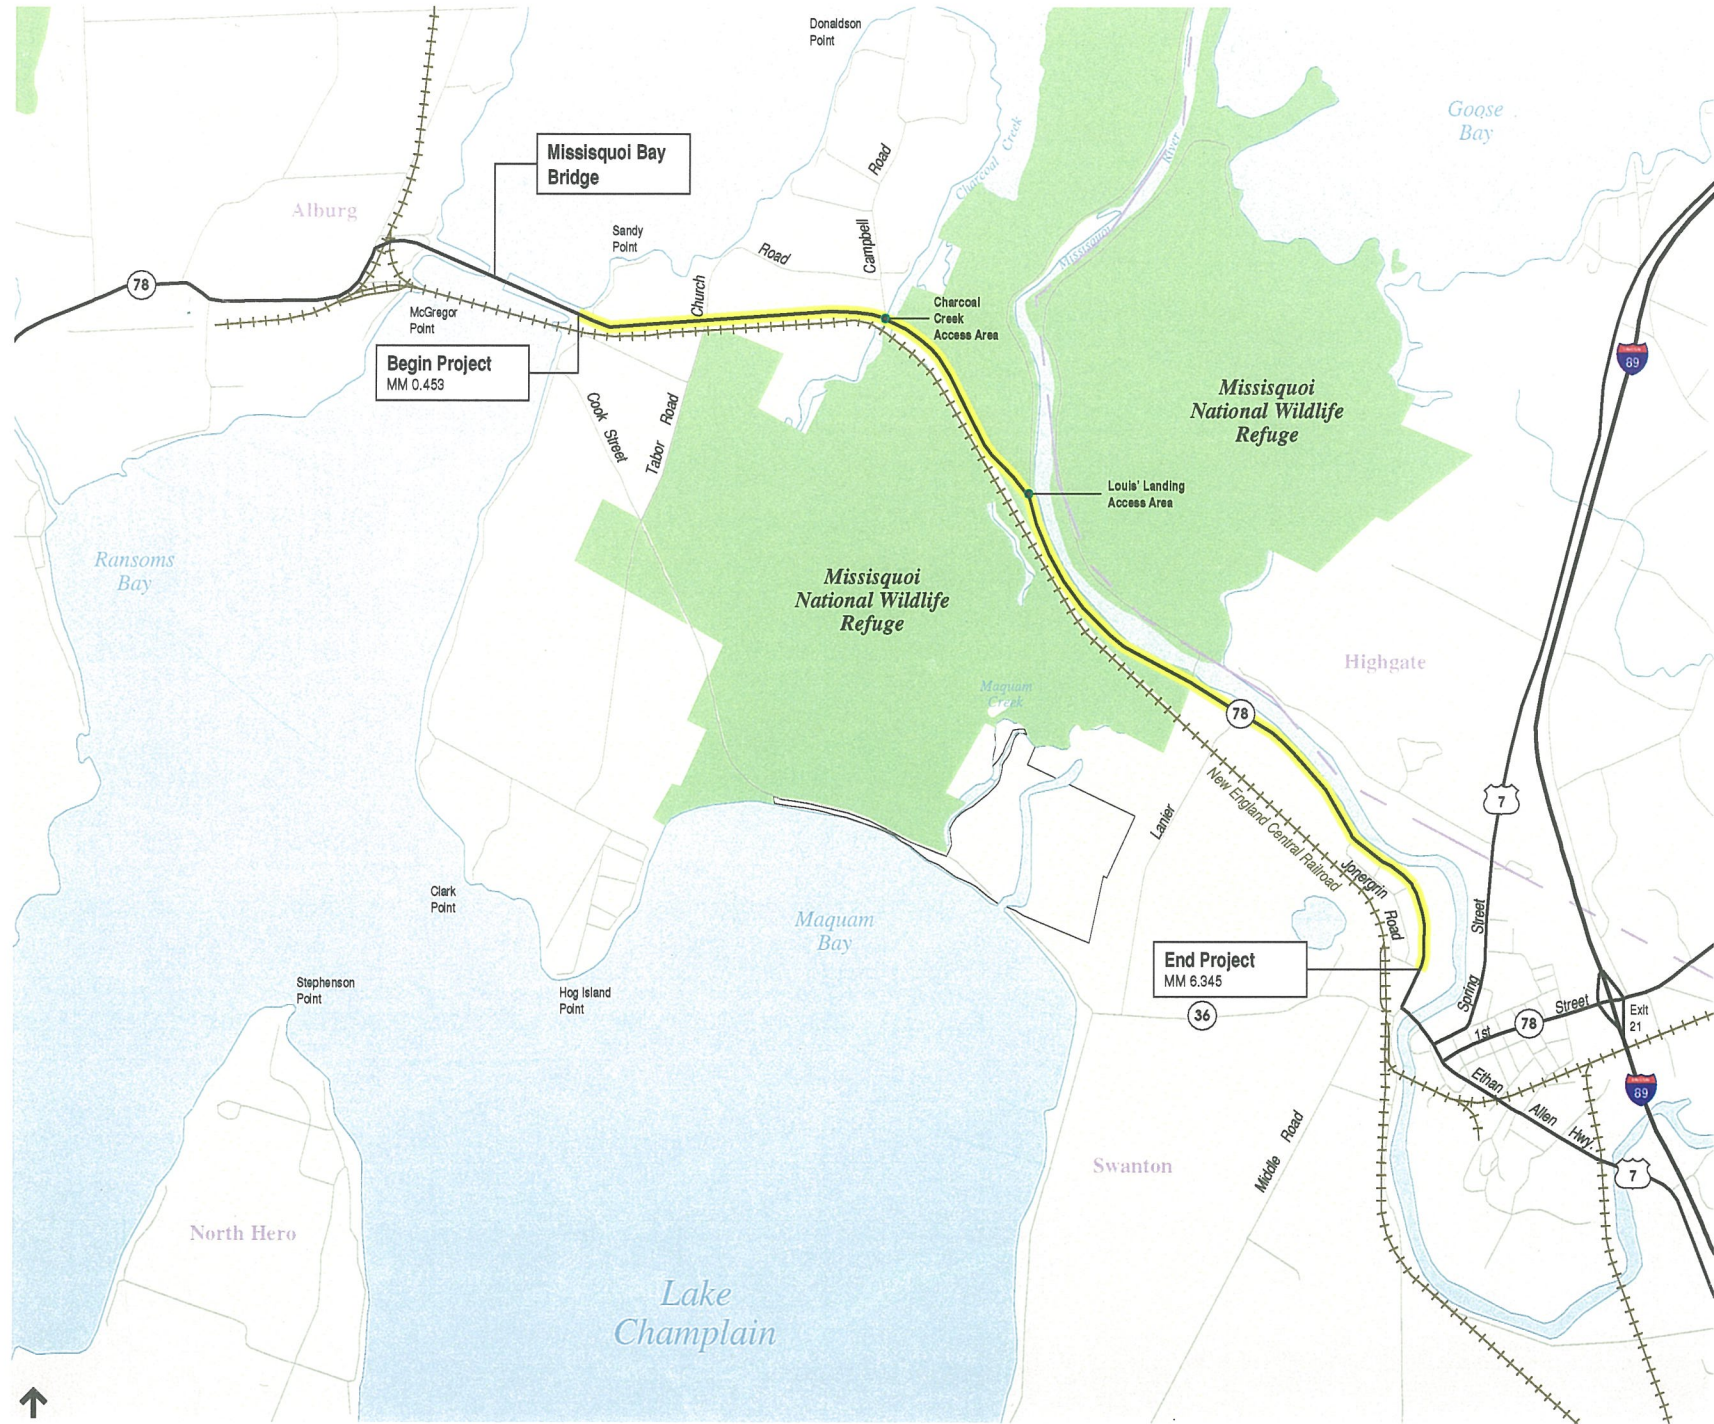 Donaldson
Point
Goose
Bay
Missisquoi Bay
Bridge
Charcoal Creek
River
Road
Alburg
Sandy
Point
Road
Campbell
Missisquoi
78
Church
McGregor
Point
Charcoal
Creek
Access Area
Begin Project
MM 0.453
89
Missisquoi
National Wildlife
Refuge
Cook Street
Tabor Road
Louis' Landing
Access Area
Ransoms
Bay
Missisquoi
National Wildlife
Refuge
Highgate
Maquam
Creek
78
New England Central Railroad
7
Lanier
Jonergrin Road
Clark
Point
Maquam
Bay
Spring Street
End Project
MM 6.345
Stephenson
Point
Hog Island
Point
36
1st Street
78
Exit
21
Ethan Allen Hwy.
89
Middle Road
Swanton
7
North Hero
Lake
Champlain